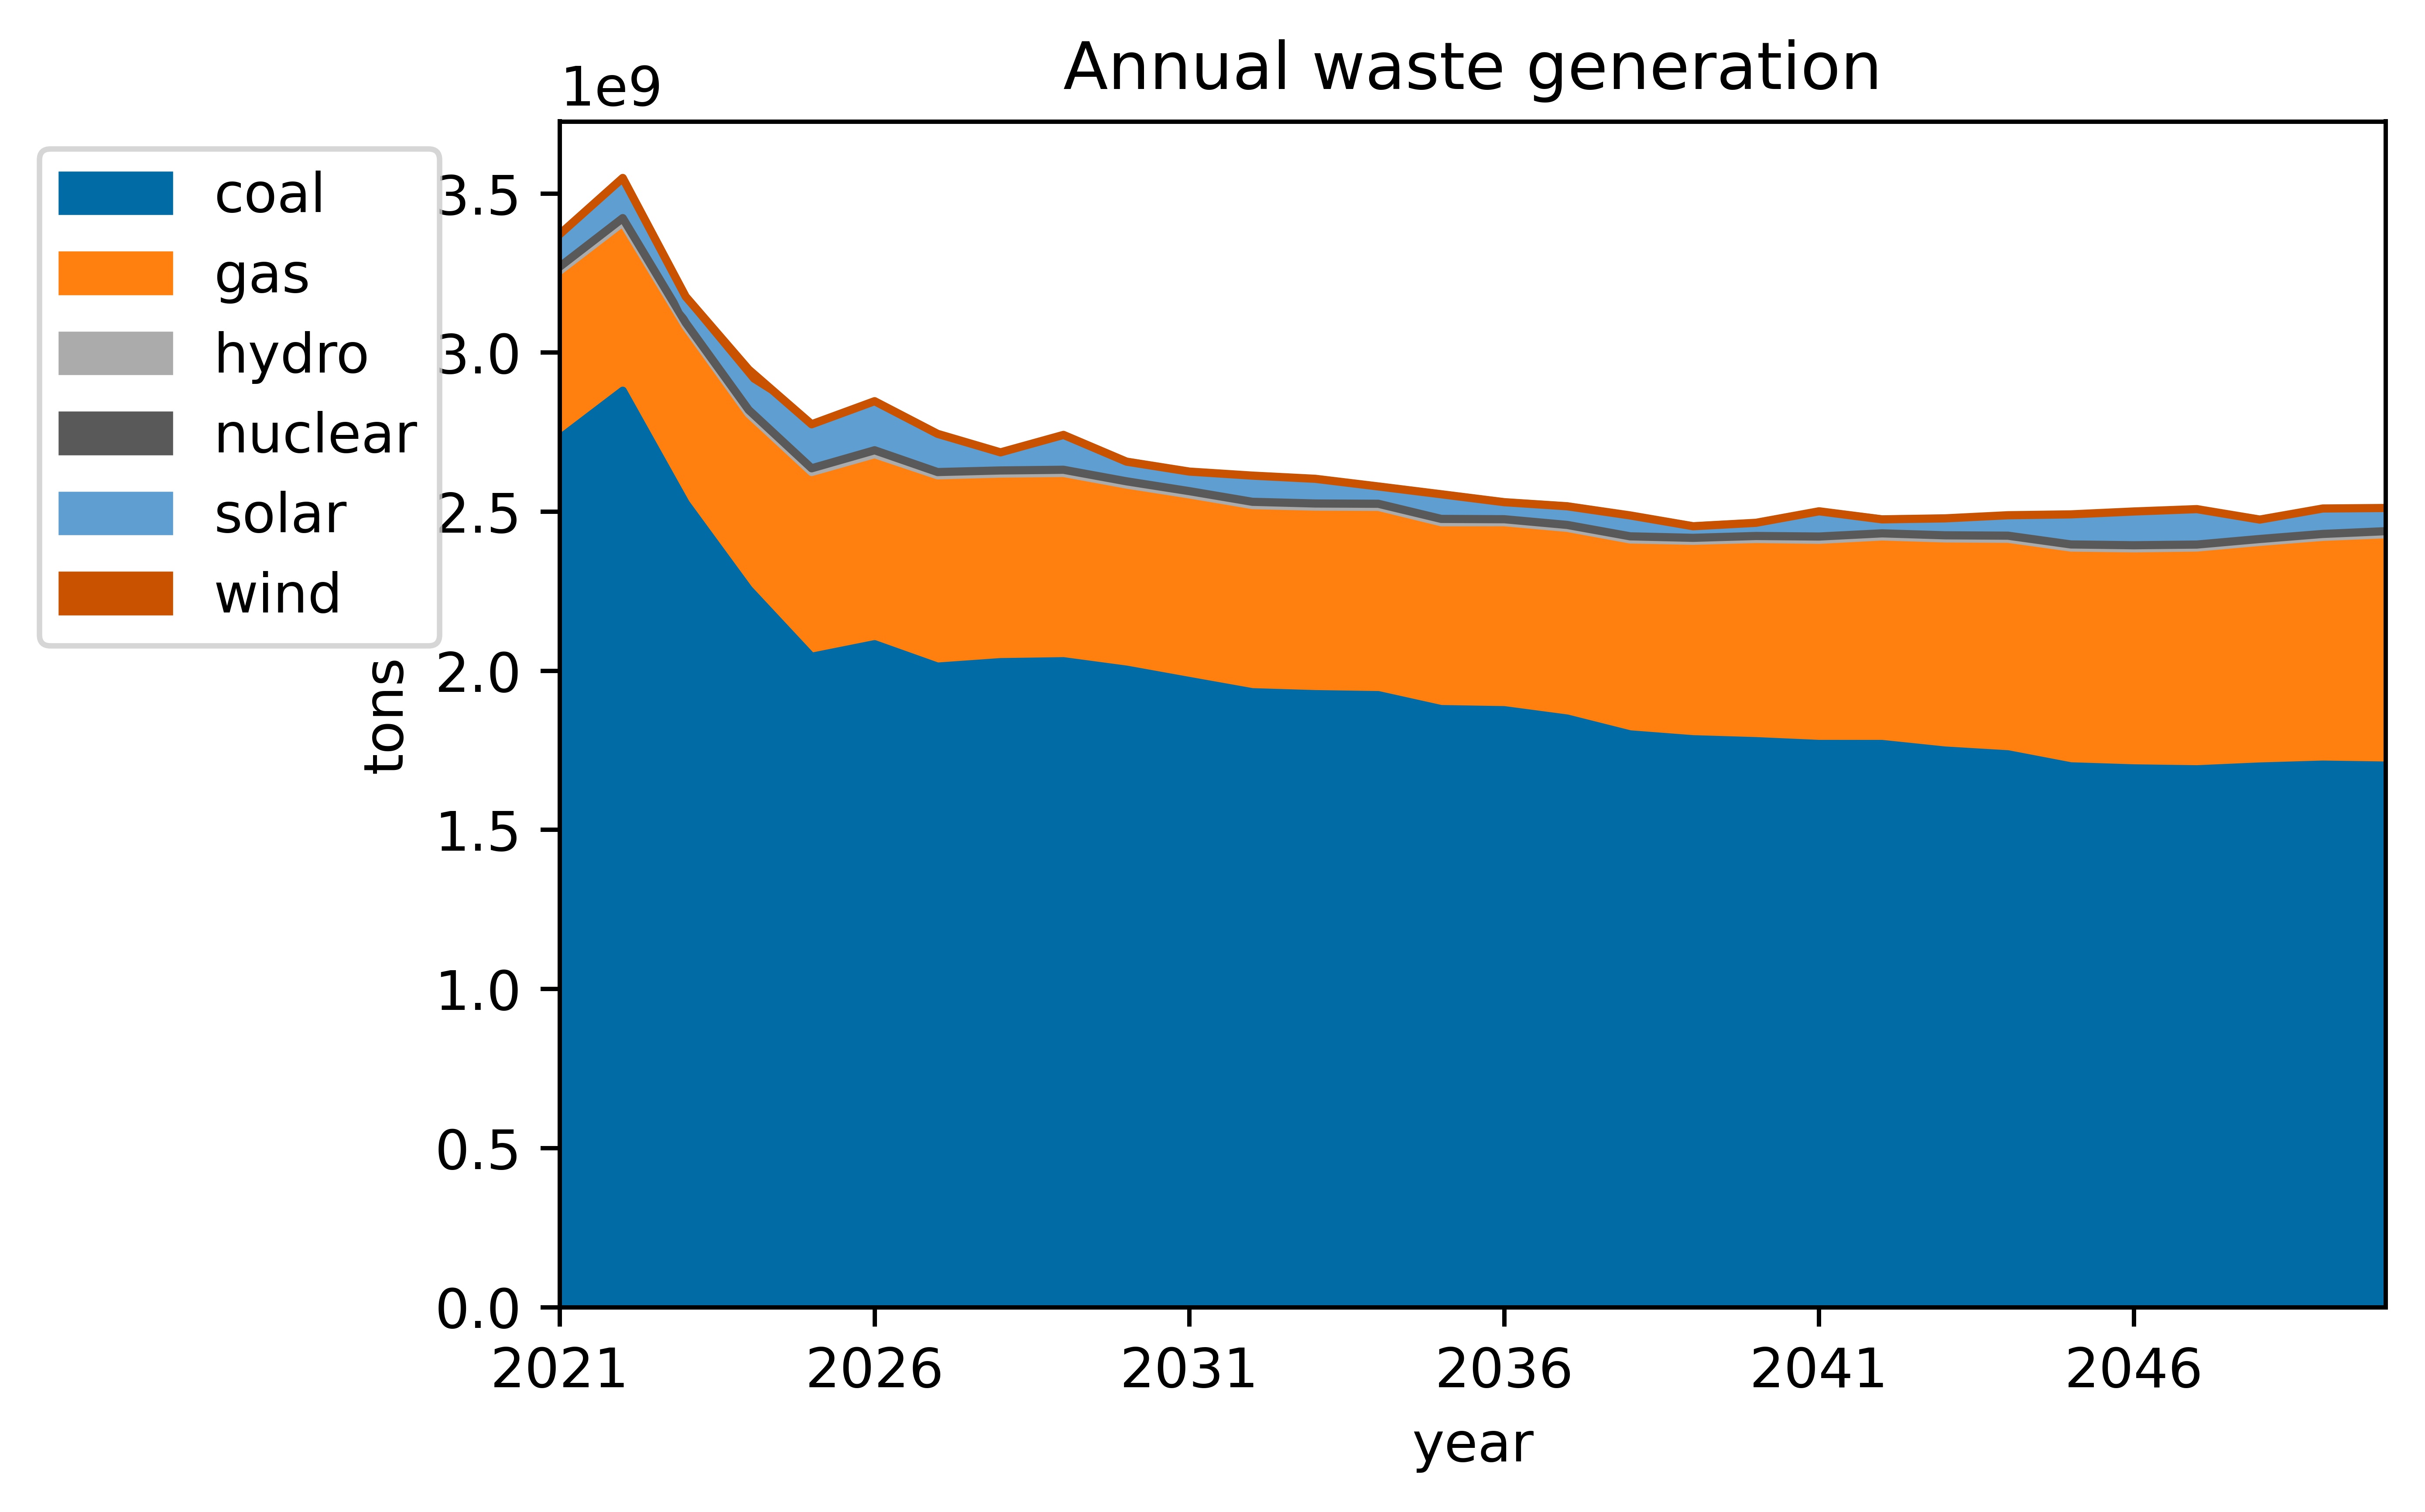 Annual waste generation
1e9
coal
gas
hydro
nuclear
solar
wind
3.5
3.0
2.5
2.0
1.5
1.0
0.5
0.0
tons
2021 2026 2031 2036 2041 2046
year